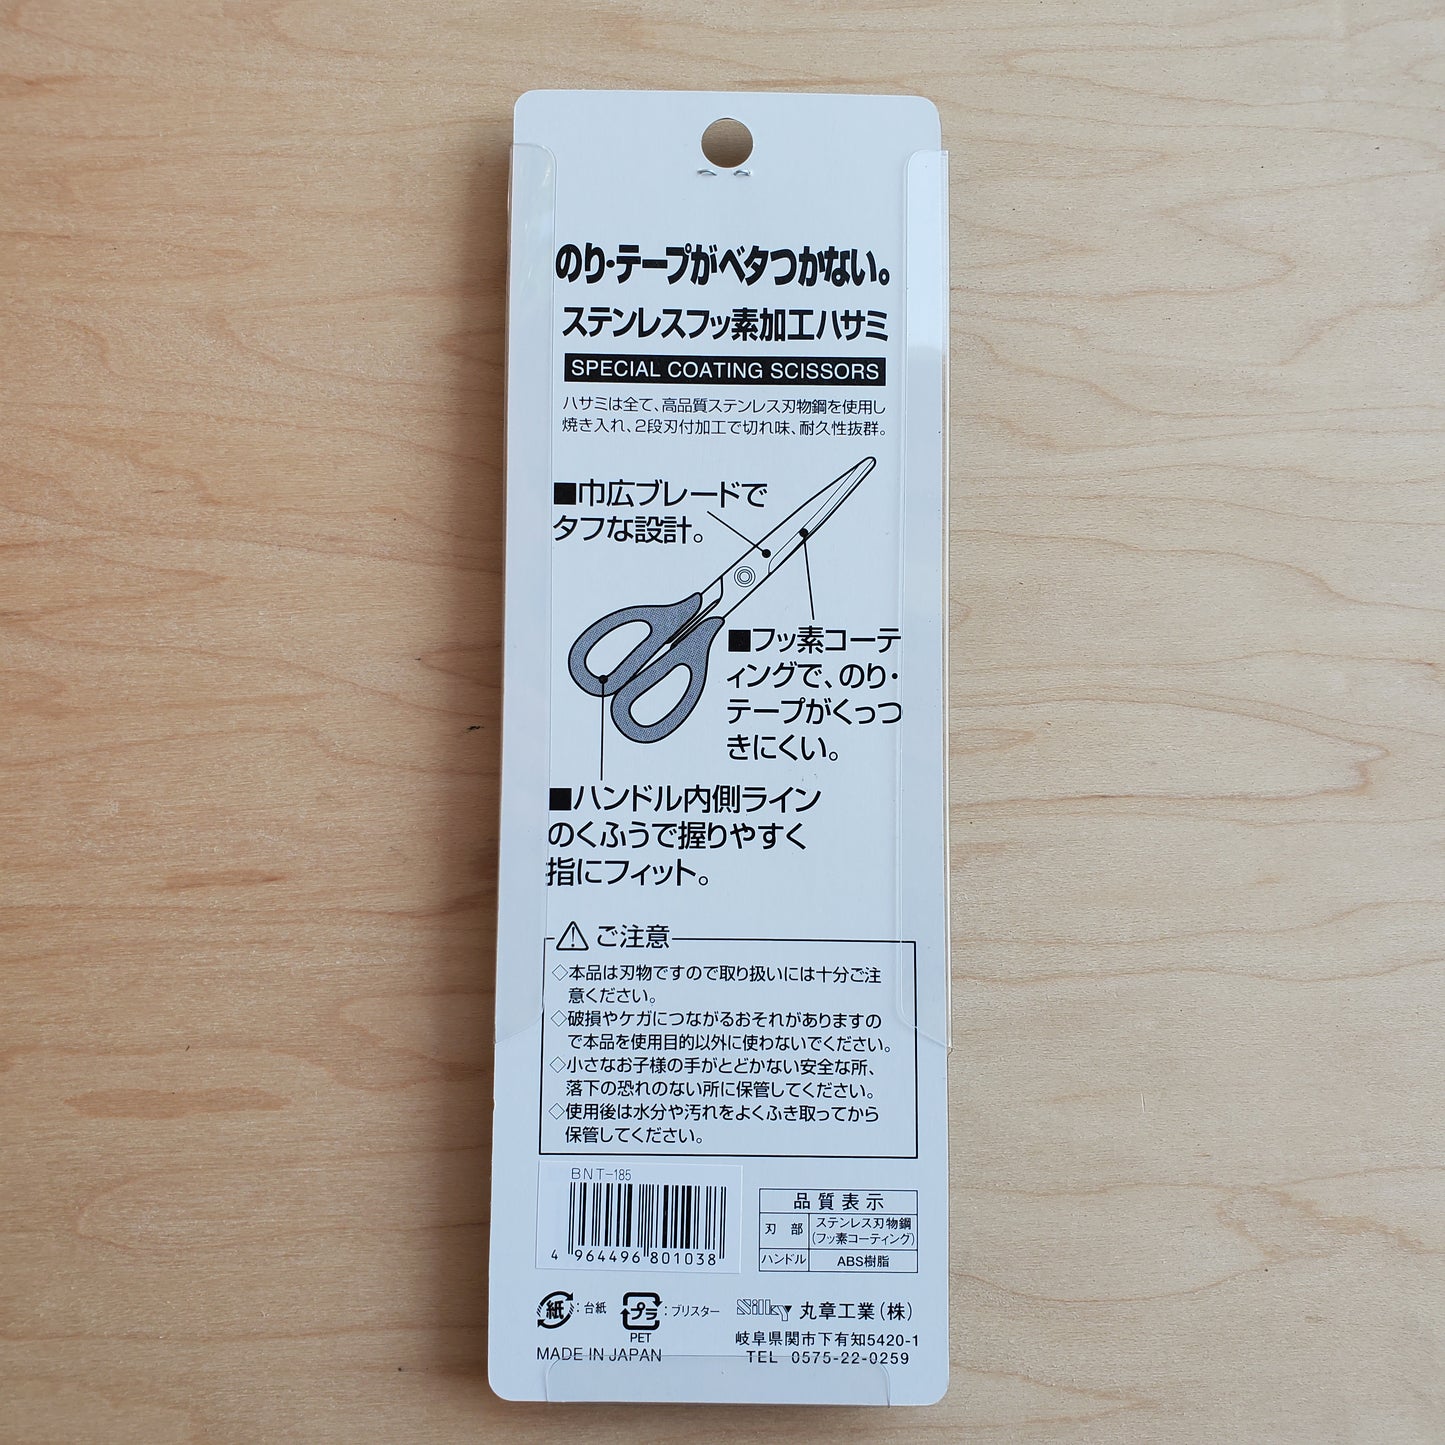 のり・テープがベタつかない。
ステンレスフッ素加工ハサミ
SPECIAL COATING SCISSORS
ハサミは全て、高品質ステンレス刃物鋼を使用し
焼き入れ、2段刃付加工で切れ味、耐久性抜群。
■巾広ブレードで
タフな設計。
■フッ素コーテ
ィングで、のり・
テープがくっつ
きにくい。
■ハンドル内側ライン
のくふうで握りやすく
指にフィット。
ご注意
◇本品は刃物ですので取り扱いには十分ご注
意ください。
◇破損やケガにつながるおそれがありますの
で本品を使用目的以外に使わないでください。
◇小さなお子様の手がとどかない安全な所、
落下の恐れのない所に保管してください。
◇使用後は水分や汚れをよくふき取ってから
保管してください。
BNT-185
4 964496 801038
品質表示
刃部 ステンレス刃物鋼
(フッ素コーティング)
ハンドル ABS樹脂
紙:台紙 プラ:ブリスター
PET
MADE IN JAPAN
Silky 丸章工業(株)
岐阜県関市下有知5420-1
TEL 0575-22-0259